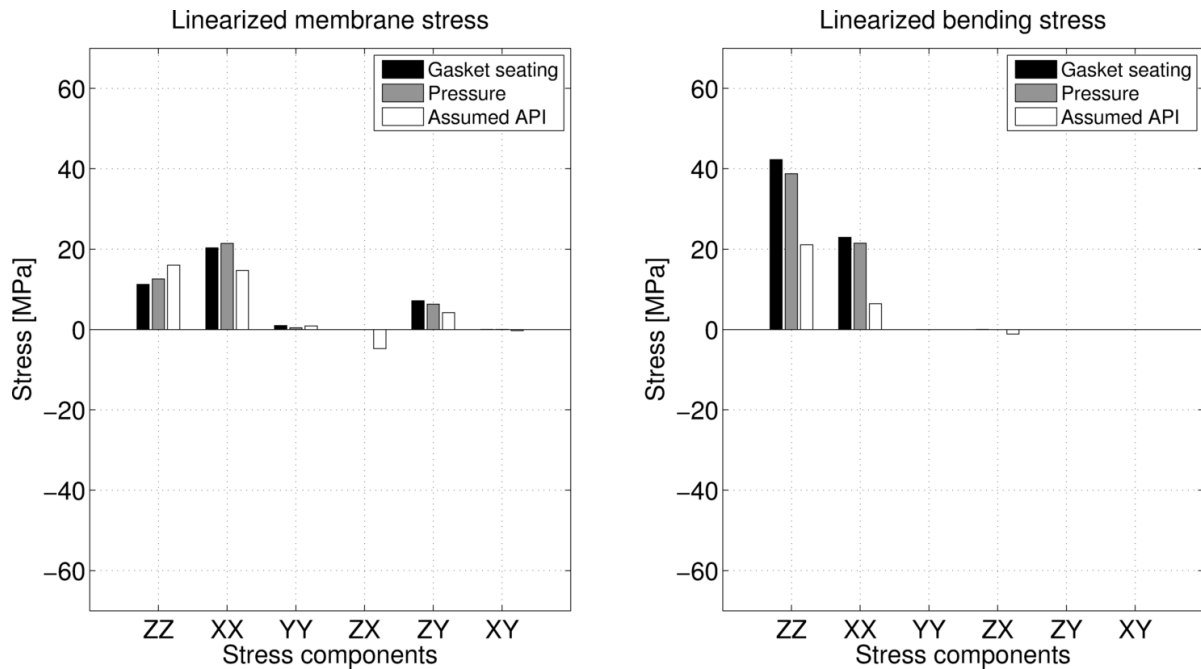 Linearized membrane stress
Gasket seating
Pressure
Assumed API
60
40
20
0
−20
−40
−60
Stress [MPa]
ZZ XX YY ZX ZY XY
Stress components
Linearized bending stress
Gasket seating
Pressure
Assumed API
60
40
20
0
−20
−40
−60
Stress [MPa]
ZZ XX YY ZX ZY XY
Stress components